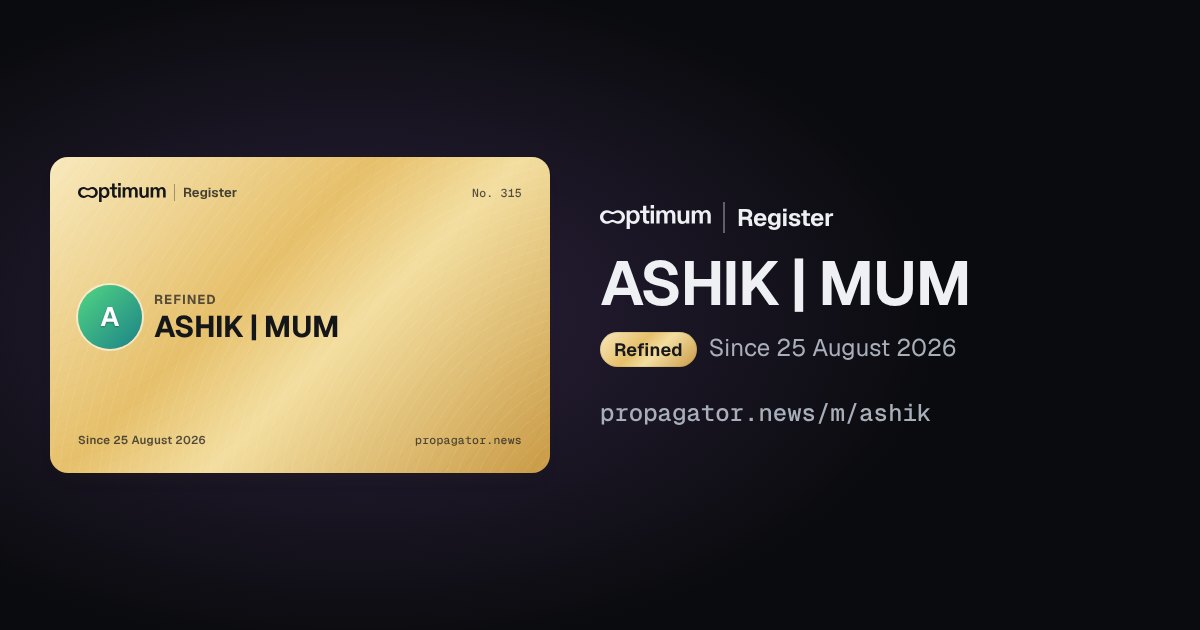 optimum | Register
No. 315
A
REFINED
ASHIK | MUM
Since 25 August 2026
propagator.news
optimum | Register
ASHIK | MUM
Refined
Since 25 August 2026
propagator.news/m/ashik